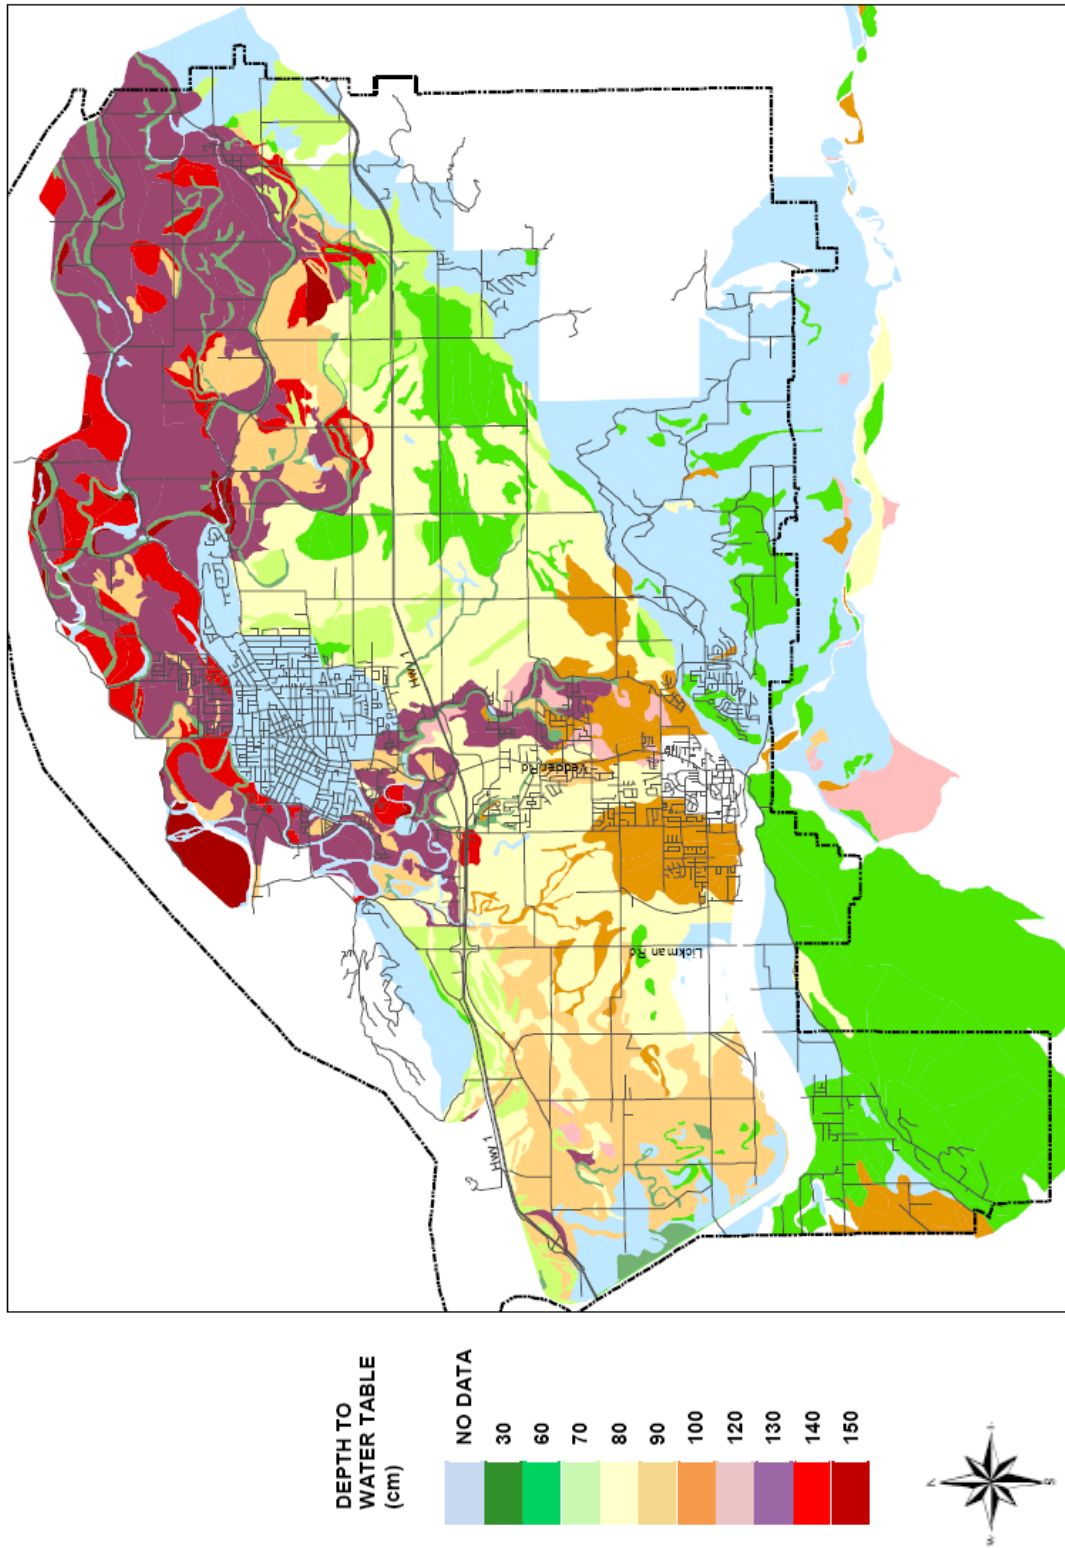 Hwy 1
Vedder Rd
Lickman Rd
Hwy 1
DEPTH TO
WATER TABLE
(cm)
NO DATA
30
60
70
80
90
100
120
130
140
150
W
S